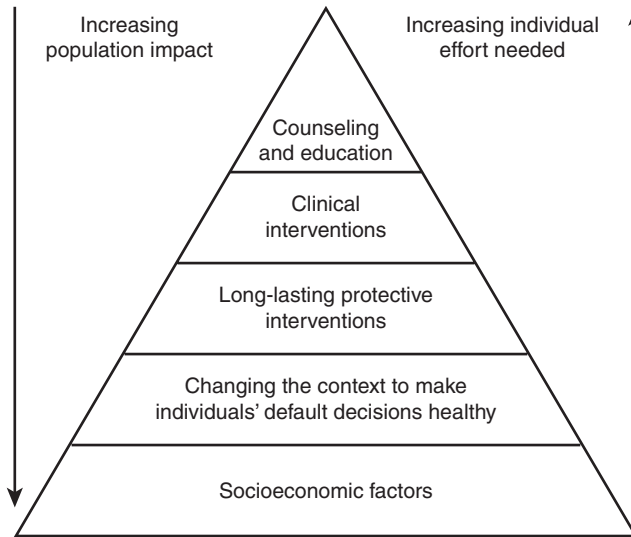 Increasing
population impact
Increasing individual
effort needed
Counseling
and education
Clinical
interventions
Long-lasting protective
interventions
Changing the context to make
individuals’ default decisions healthy
Socioeconomic factors